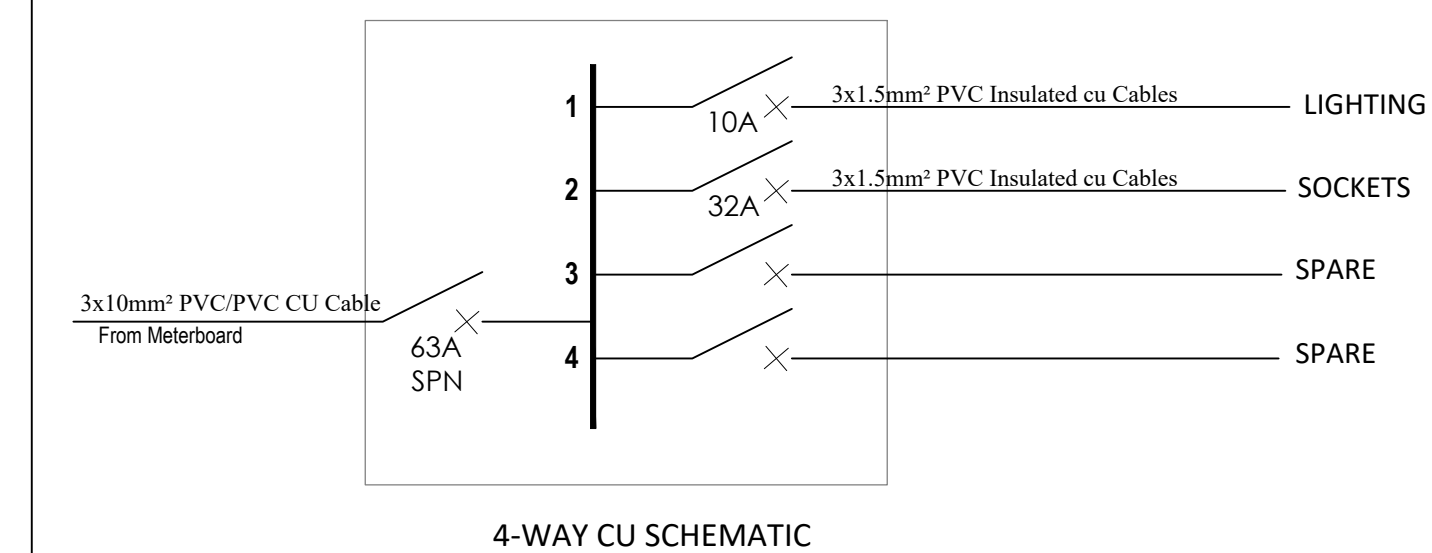 1
10A
3x1.5mm² PVC Insulated cu Cables
LIGHTING
2
32A
3x1.5mm² PVC Insulated cu Cables
SOCKETS
3
SPARE
3x10mm² PVC/PVC CU Cable
From Meterboard
63A
SPN
4
SPARE
4-WAY CU SCHEMATIC